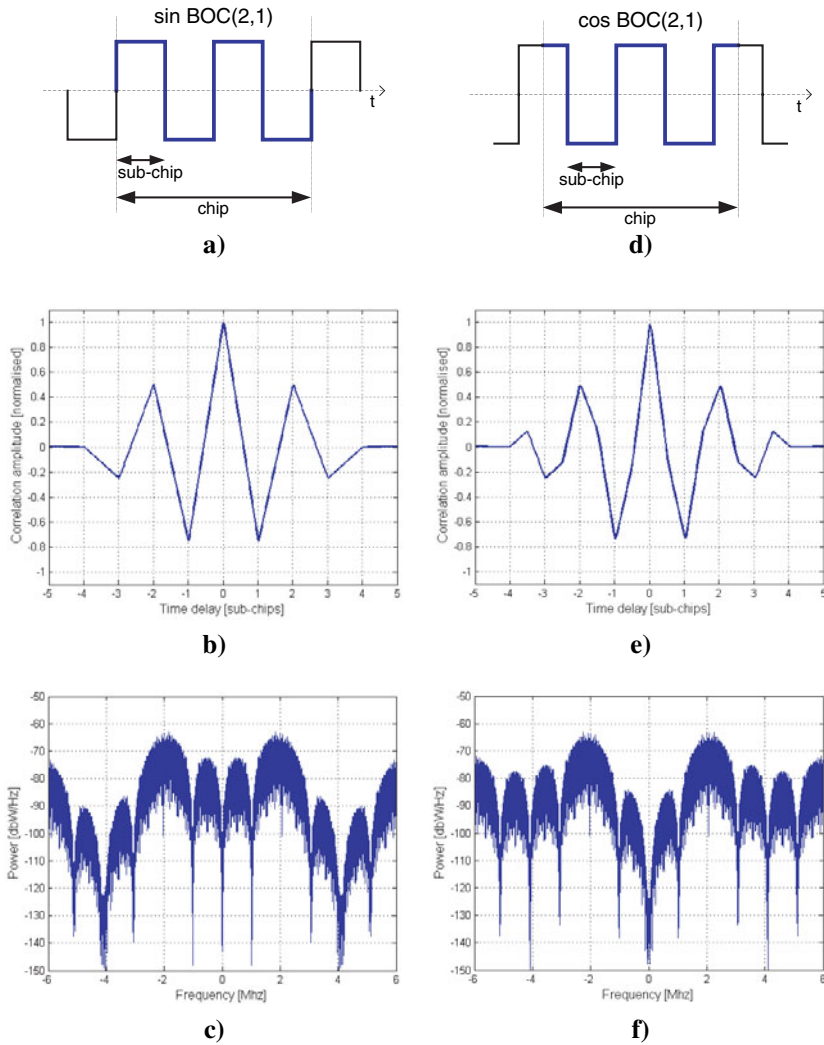 sin BOC(2,1)
t
sub-chip
chip
a)
cos BOC(2,1)
t
sub-chip
chip
d)
Correlation amplitude [normalised]
1
0.8
0.6
0.4
0.2
0
-0.2
-0.4
-0.6
-0.8
-1
-5 -4 -3 -2 -1 0 1 2 3 4 5
Time delay [sub-chips]
b)
Correlation amplitude [normalised]
1
0.8
0.6
0.4
0.2
0
-0.2
-0.4
-0.6
-0.8
-1
-5 -4 -3 -2 -1 0 1 2 3 4 5
Time delay [sub-chips]
e)
Power [dbW/Hz]
-50
-60
-70
-80
-90
-100
-110
-120
-130
-140
-150
-6 -4 -2 0 2 4 6
Frequency [Mhz]
c)
Power [dbW/Hz]
-50
-60
-70
-80
-90
-100
-110
-120
-130
-140
-150
-6 -4 -2 0 2 4 6
Frequency [Mhz]
f)